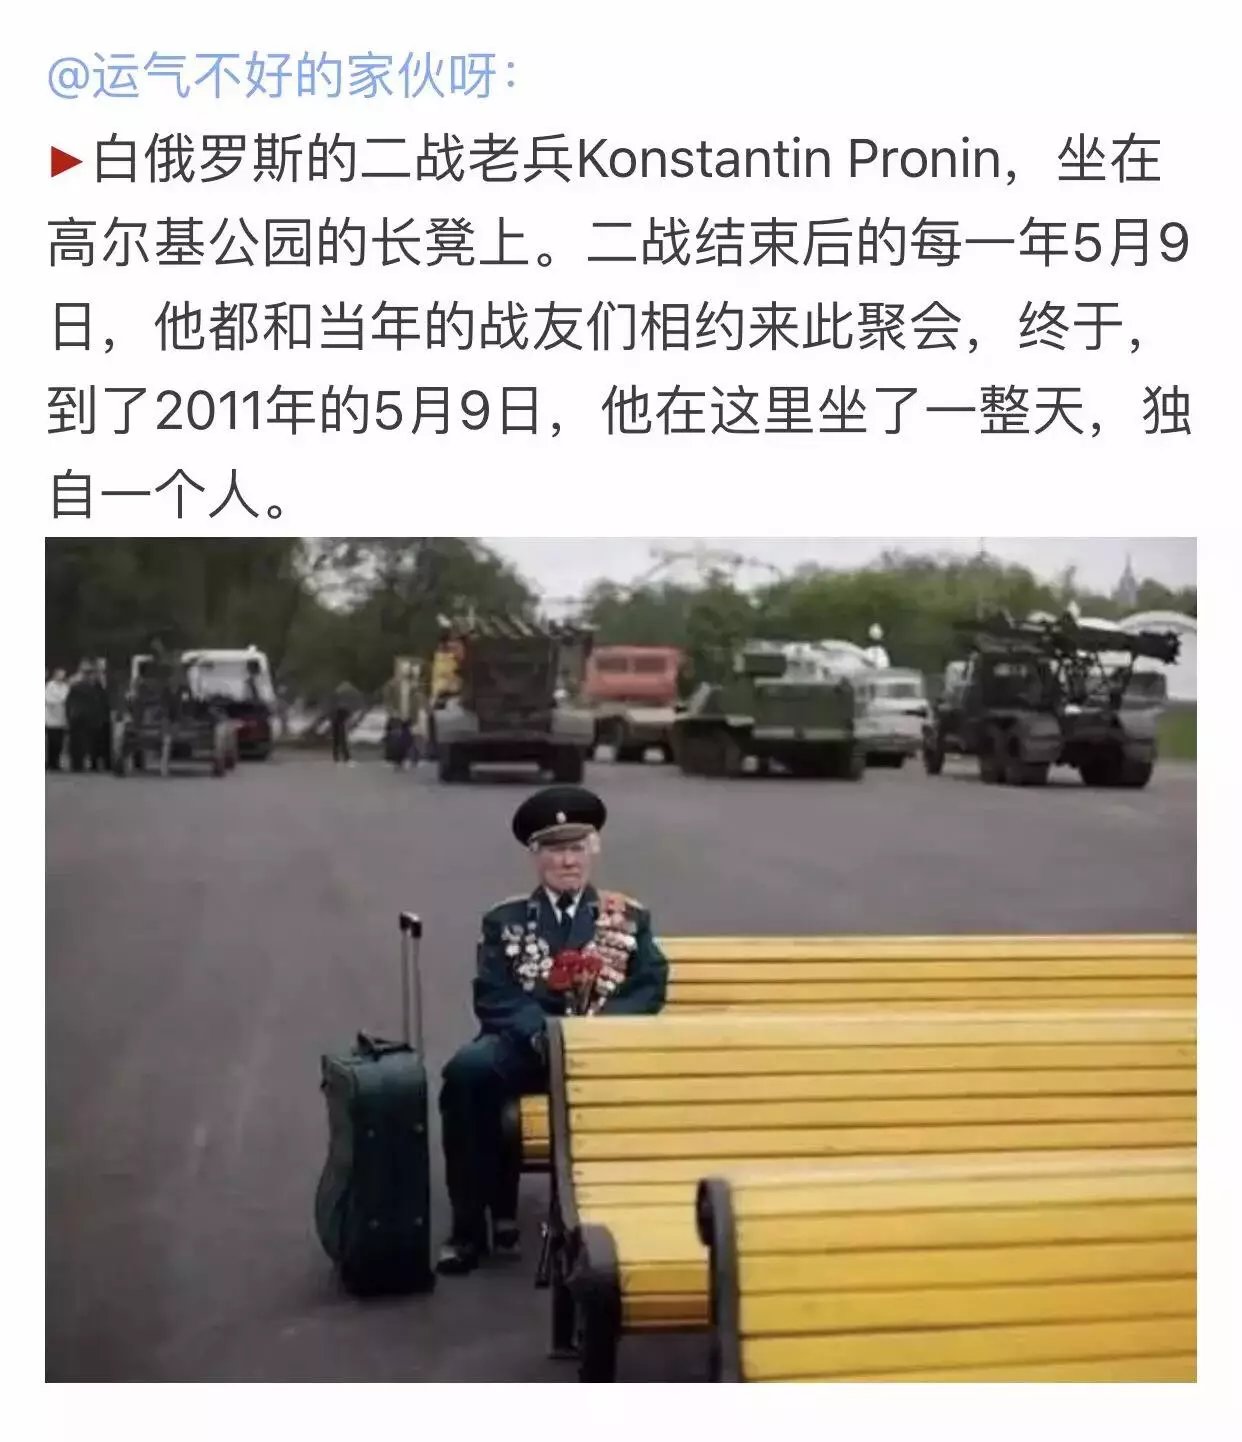 @运气不好的家伙呀：
►白俄罗斯的二战老兵Konstantin Pronin，坐在
高尔基公园的长凳上。二战结束后的每一年5月9
日，他都和当年的战友们相约来此聚会，终于，
到了2011年的5月9日，他在这里坐了一整天，独
自一个人。